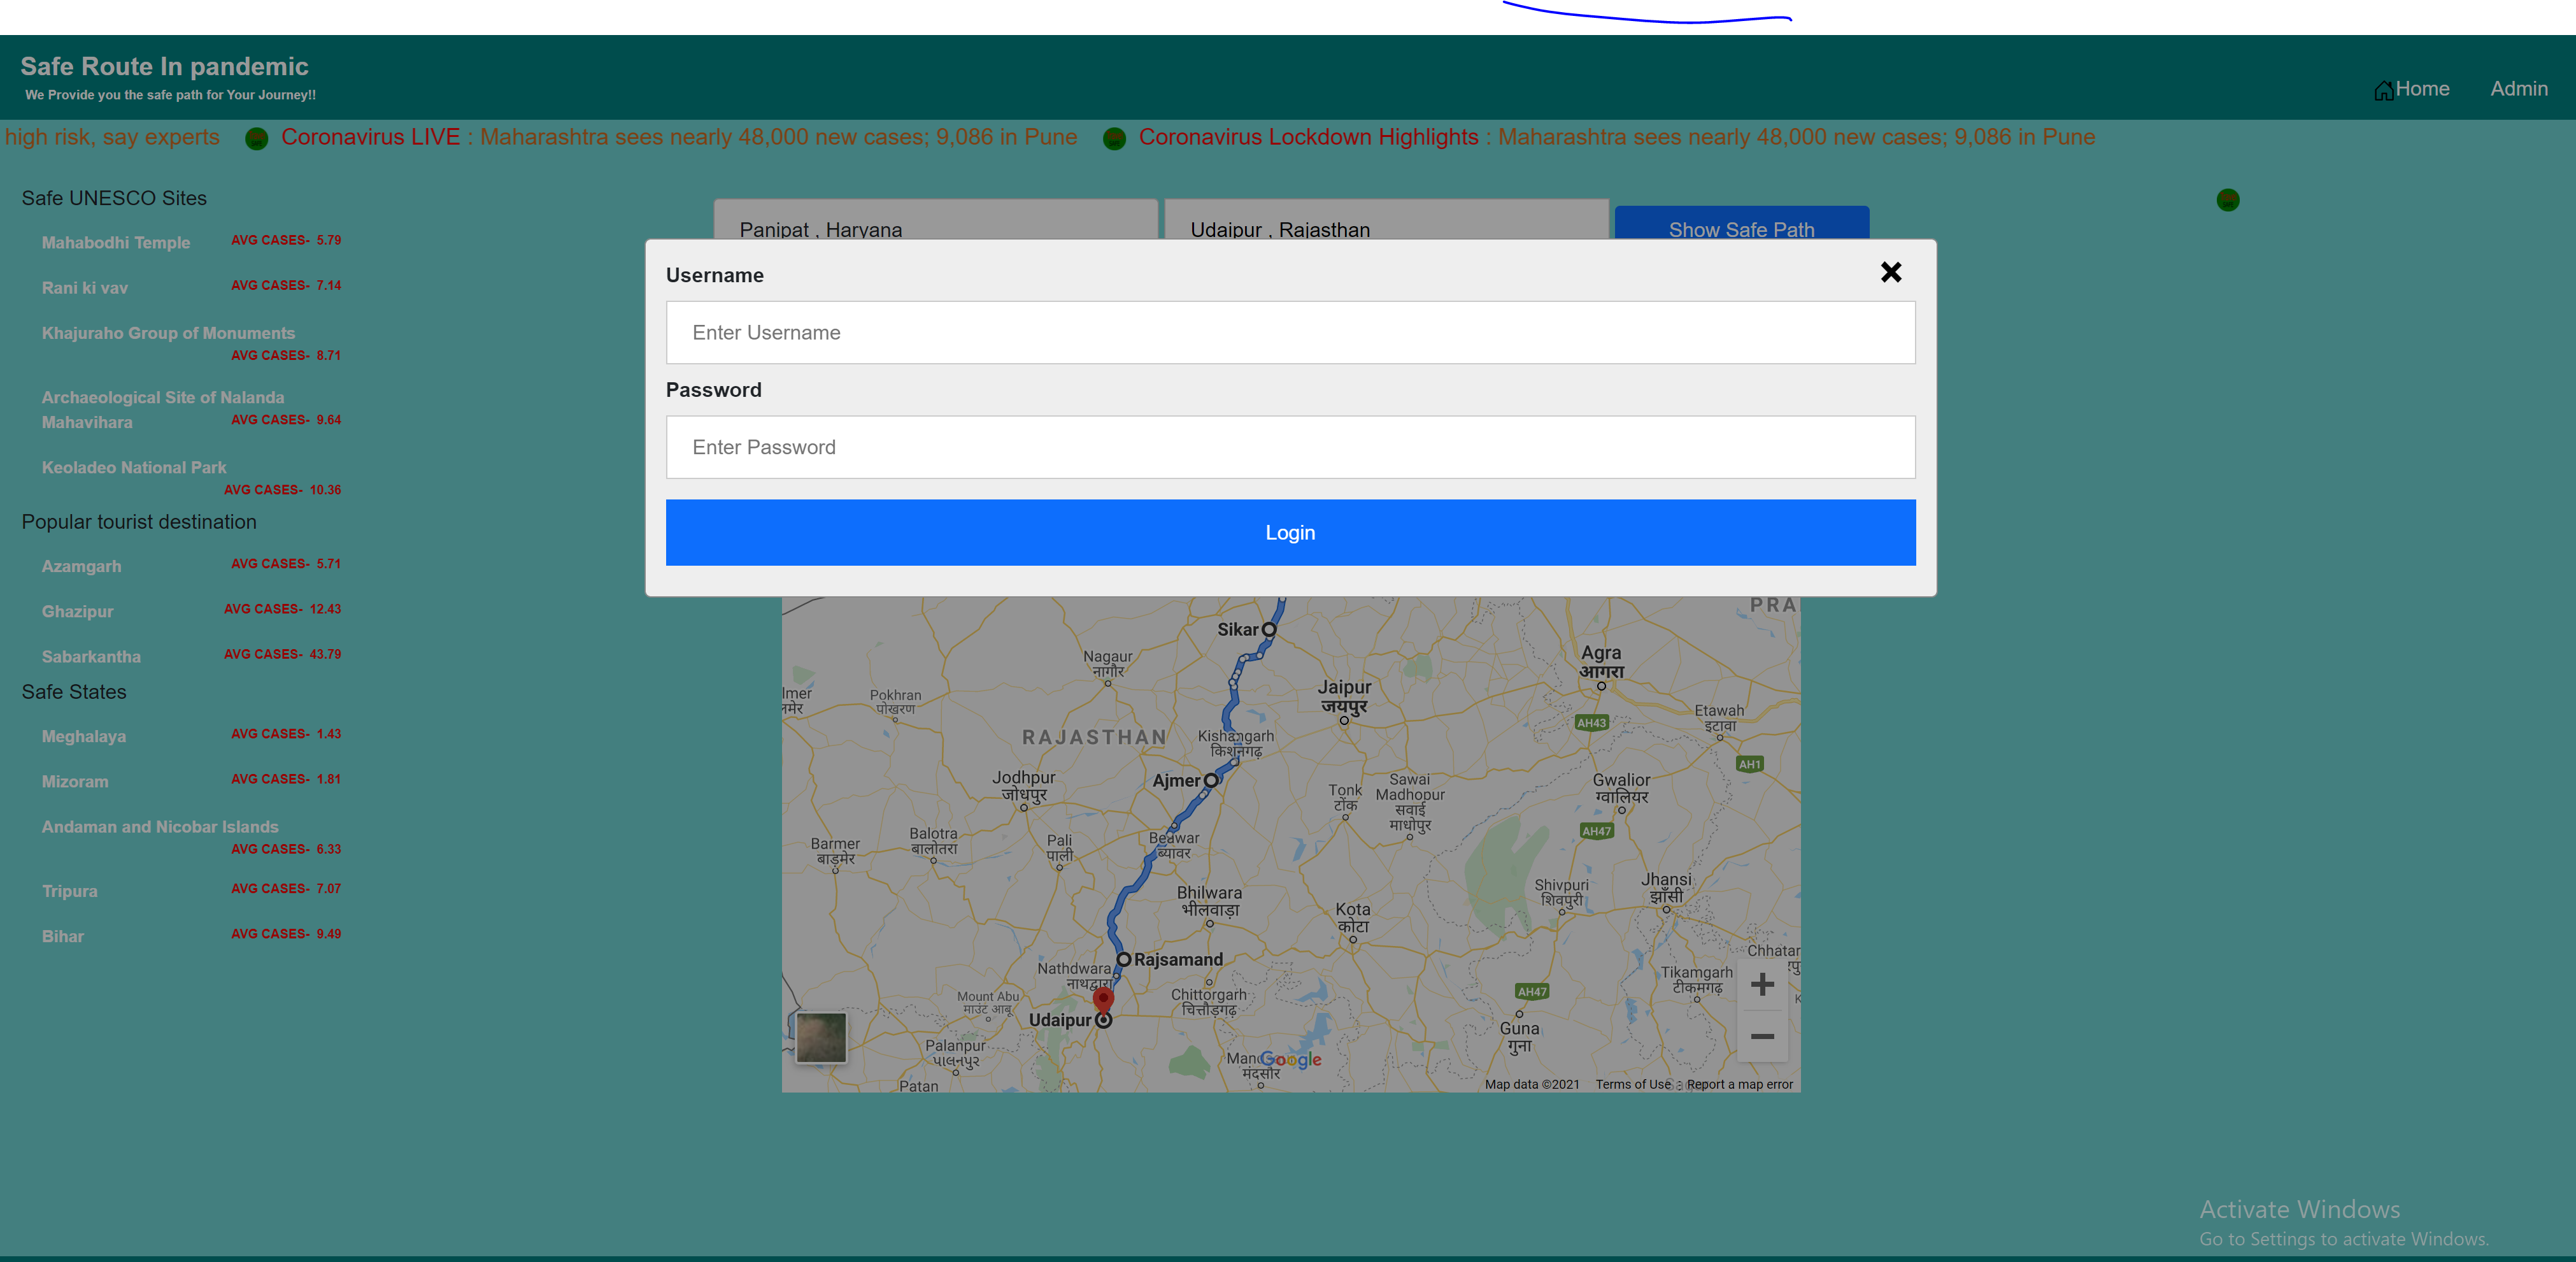 Safe Route In pandemic
We Provide you the safe path for Your Journey!!
Home Admin
high risk, say experts Coronavirus LIVE : Maharashtra sees nearly 48,000 new cases; 9,086 in Pune Coronavirus Lockdown Highlights : Maharashtra sees nearly 48,000 new cases; 9,086 in Pune
Safe UNESCO Sites
Mahabodhi Temple AVG CASES- 5.79
Rani ki vav AVG CASES- 7.14
Khajuraho Group of Monuments
AVG CASES- 8.71
Archaeological Site of Nalanda
Mahavihara AVG CASES- 9.64
Keoladeo National Park
AVG CASES- 10.36
Popular tourist destination
Azamgarh AVG CASES- 5.71
Ghazipur AVG CASES- 12.43
Sabarkantha AVG CASES- 43.79
Safe States
Meghalaya AVG CASES- 1.43
Mizoram AVG CASES- 1.81
Andaman and Nicobar Islands
AVG CASES- 6.33
Tripura AVG CASES- 7.07
Bihar AVG CASES- 9.49
Panipat , Haryana
Udaipur , Rajasthan
Show Safe Path
Username
Enter Username
Password
Enter Password
Login
PRA
Sikar
Nagaur
नागौर
Agra
आगरा
lmer
लमेर
Pokhran
पोखरण
Jaipur
जयपुर
AH43
Etawah
इटावा
RAJASTHAN
Kishangarh
किशनगढ़
AH1
Jodhpur
जोधपुर
Ajmer
Tonk
टोंक
Sawai
Madhopur
सवाई
माधोपुर
Gwalior
ग्वालियर
AH47
Barmer
बाड़मेर
Balotra
बालोतरा
Pali
पाली
Beawar
ब्यावर
Bhilwara
भीलवाड़ा
Kota
कोटा
Shivpuri
शिवपुरी
Jhansi
झाँसी
Chhatar
Rajsamand
Nathdwara
नाथद्वारा
Tikamgarh
टीकमगढ़
Mount Abu
माउंट आबू
Chittorgarh
चित्तौड़गढ़
AH47
Udaipur
Guna
गुना
Palanpur
પાલનપુર
Mand
मंदसौर
Google
Patan
Map data ©2021 Terms of Use Report a map error
Activate Windows
Go to Settings to activate Windows.